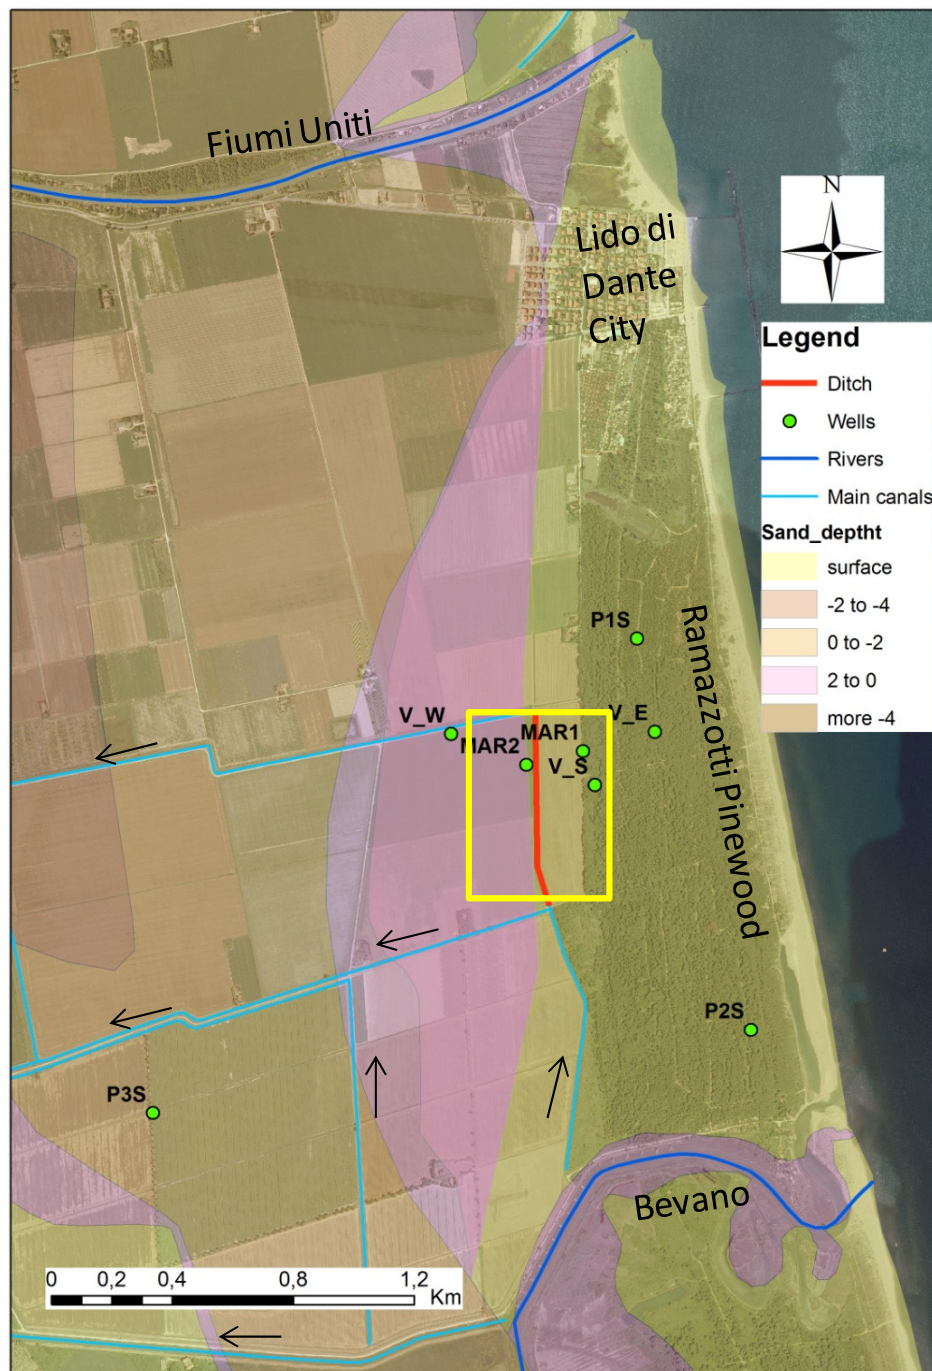 Fiumi Uniti
N
Lido di
Dante
City
Legend
Ditch
Wells
Rivers
Main canals
Sand_deptht
surface
-2 to -4
0 to -2
2 to 0
more -4
P1S
Ramazzotti Pinewood
V_W
V_E
MAR1
MAR2
V_S
P2S
P3S
Bevano
0 0,2 0,4 0,8 1,2
Km